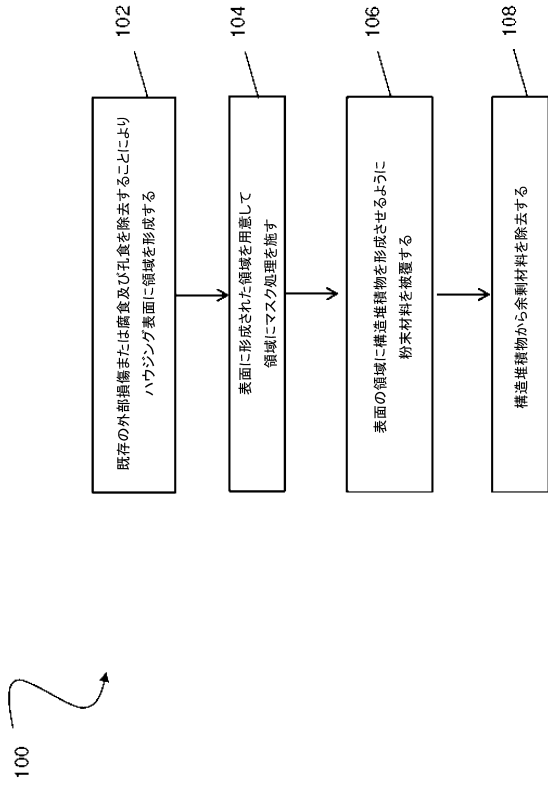 100
既存の外部損傷または腐食及び孔食を除去することにより
ハウジング表面に領域を形成する
102
表面に形成された領域を用意して
領域にマスク処理を施す
104
表面の領域に構造堆積物を形成させるように
粉末材料を被覆する
106
構造堆積物から余剰材料を除去する
108